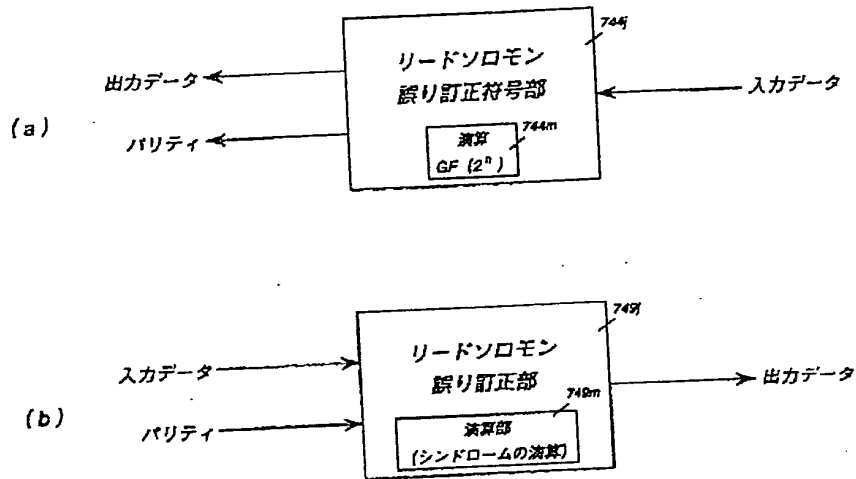 (a)
出力データ
パリティ
リードソロモン
誤り訂正符号部
744j
演算
GF (2ⁿ)
744m
入力データ
(b)
入力データ
パリティ
リードソロモン
誤り訂正部
749j
演算部
(シンドロームの演算)
749m
出力データ